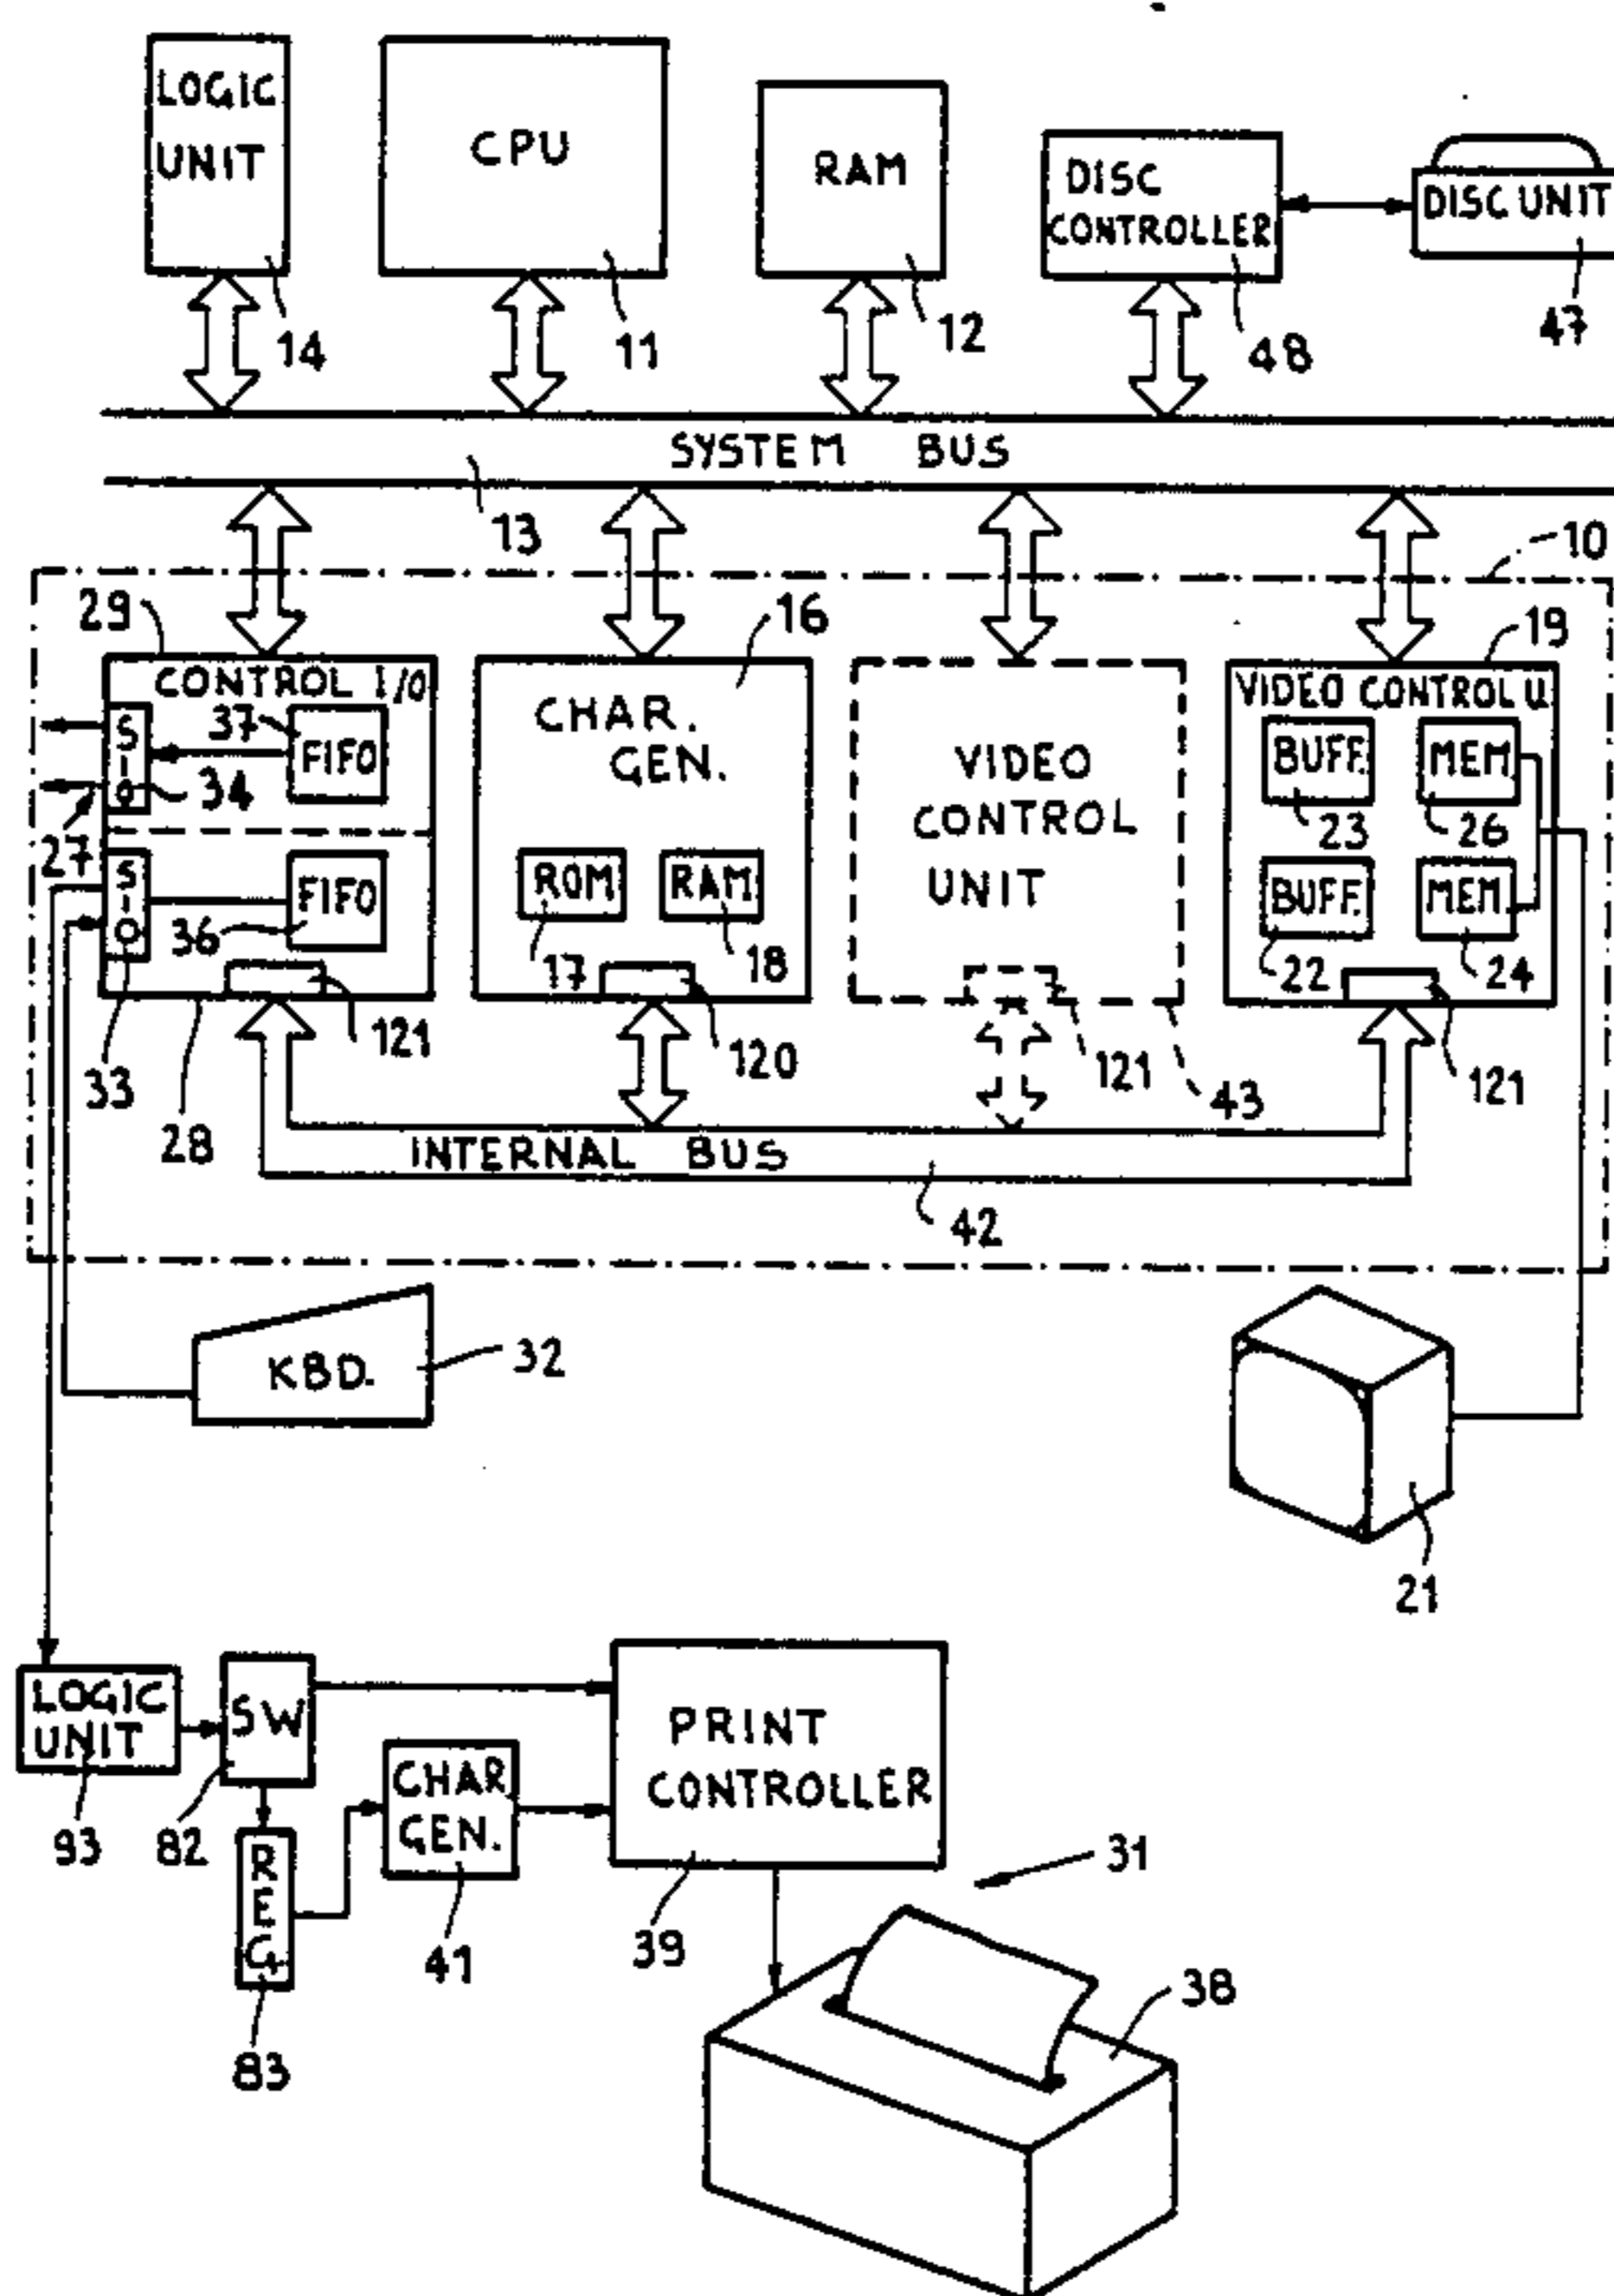 LOGIC
UNIT
CPU
RAM
DISC
CONTROLLER
DISC UNIT
14
11
12
48
47
SYSTEM BUS
13
10
29
16
19
CONTROL I/O
SIO
37
FIFO
34
27
SIO
36
FIFO
33
28
121
CHAR.
GEN.
ROM
RAM
17
18
120
VIDEO
CONTROL
UNIT
121
43
VIDEO CONTROL U.
BUFF.
MEM
23
26
BUFF.
MEM
22
24
121
INTERNAL BUS
42
KBD.
32
21
LOGIC
UNIT
93
SW
82
REG.
83
CHAR
GEN.
41
PRINT
CONTROLLER
39
31
38